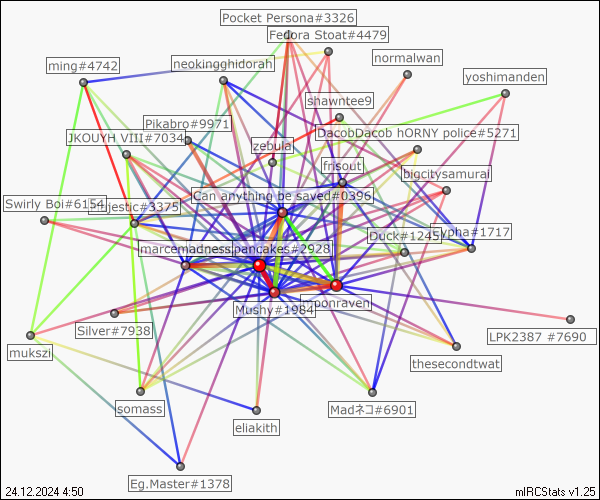 Pocket Persona#3326
Fedora Stoat#4479
normalwan
ming#4742
neokingghidorah
yoshimanden
shawntee9
Pikabro#9971
DacobDacob hORNY police#5271
JKOUYH VIII#7034
zebula
frisout
bigcitysamurai
Can anything be saved#0396
Swirly Boi#6154
#3375
#1717
Duck#1245
marcemadness
pancakes#2928
Mushy#1984
Silver#7938
LPK2387 #7690
mukszi
thesecondtwat
somass
Madネコ#6901
eliakith
Eg.Master#1378
24.12.2024 4:50
mIRCStats v1.25